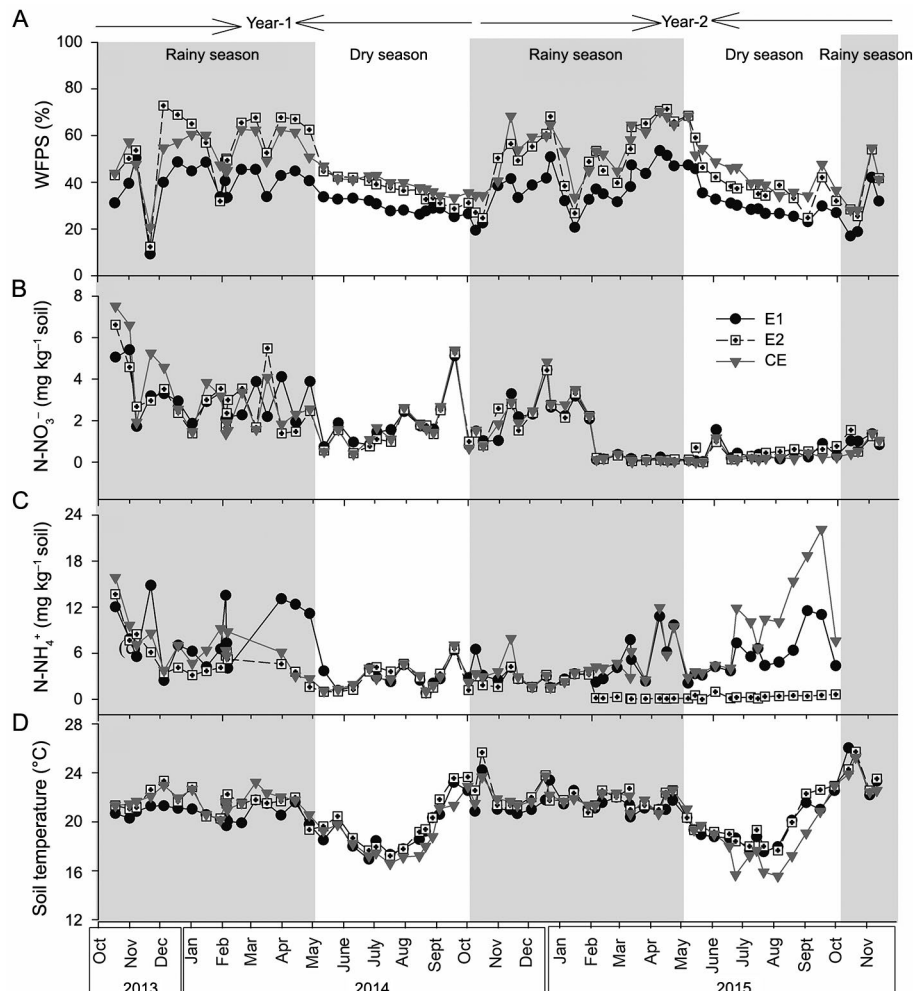 A
Year-1
Year-2
Rainy season
Dry season
Rainy season
Dry season
Rainy season
WFPS (%)
100
80
60
40
20
0
B
N-NO₃⁻ (mg kg⁻¹ soil)
8
6
4
2
0
E1
E2
CE
C
N-NH₄⁺ (mg kg⁻¹ soil)
24
18
12
6
0
D
Soil temperature (°C)
28
24
20
16
12
Oct Nov Dec Jan Feb Mar Apr May June July Aug Sept Oct Nov Dec Jan Feb Mar Apr May June July Aug Sept Oct Nov
2013 2014 2015